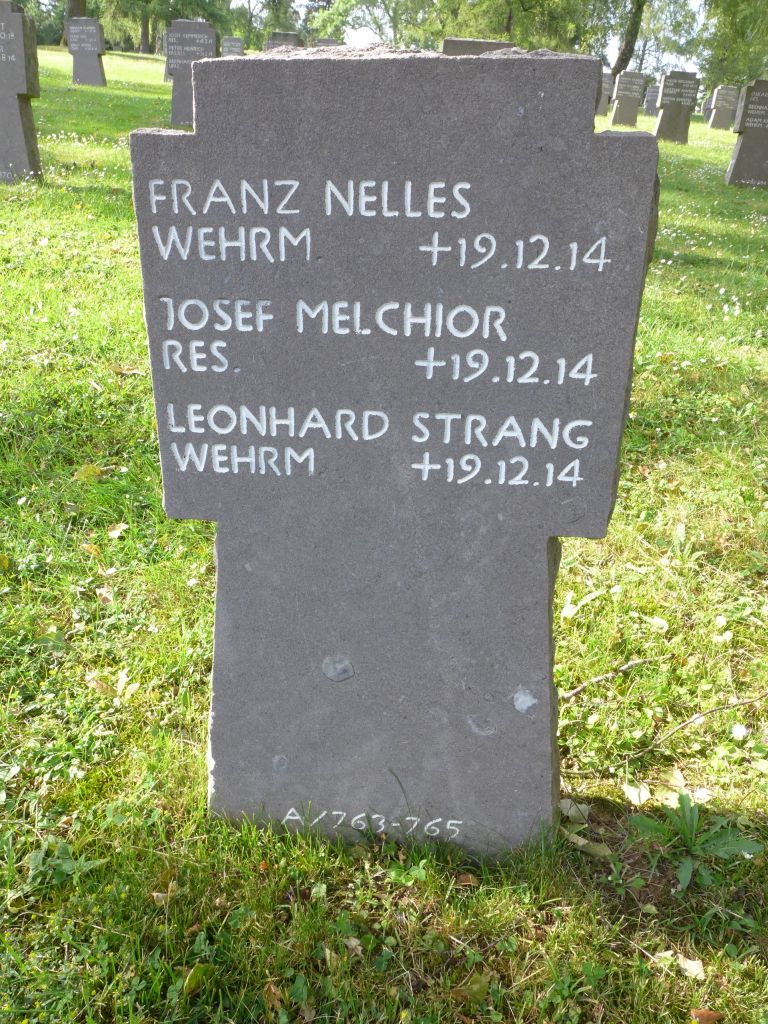 FRANZ NELLES
WEHRM +19.12.14
JOSEF MELCHIOR
RES. +19.12.14
LEONHARD STRANG
WEHRM +19.12.14
A/763-765